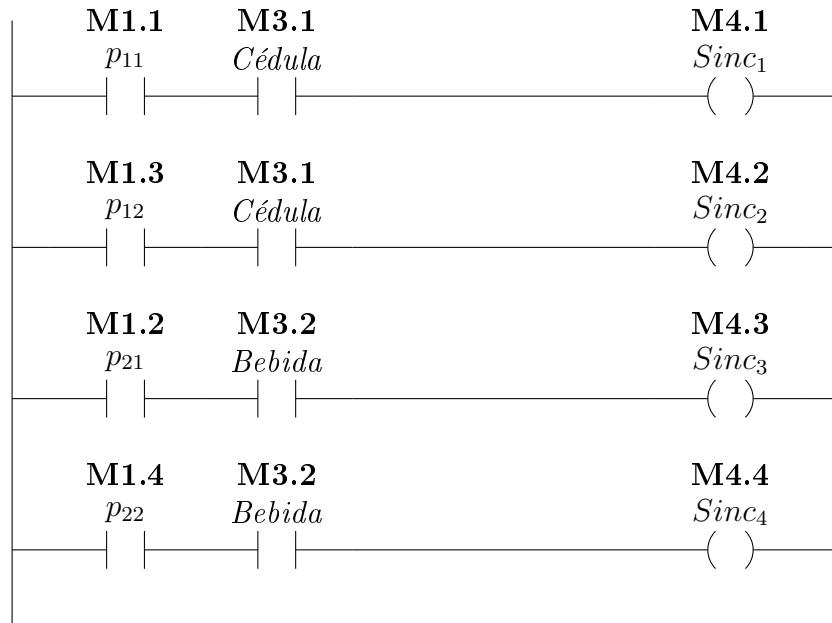 M1.1 M3.1 M4.1
p₁₁ Cédula Sinc₁
M1.3 M3.1 M4.2
p₁₂ Cédula Sinc₂
M1.2 M3.2 M4.3
p₂₁ Bebida Sinc₃
M1.4 M3.2 M4.4
p₂₂ Bebida Sinc₄